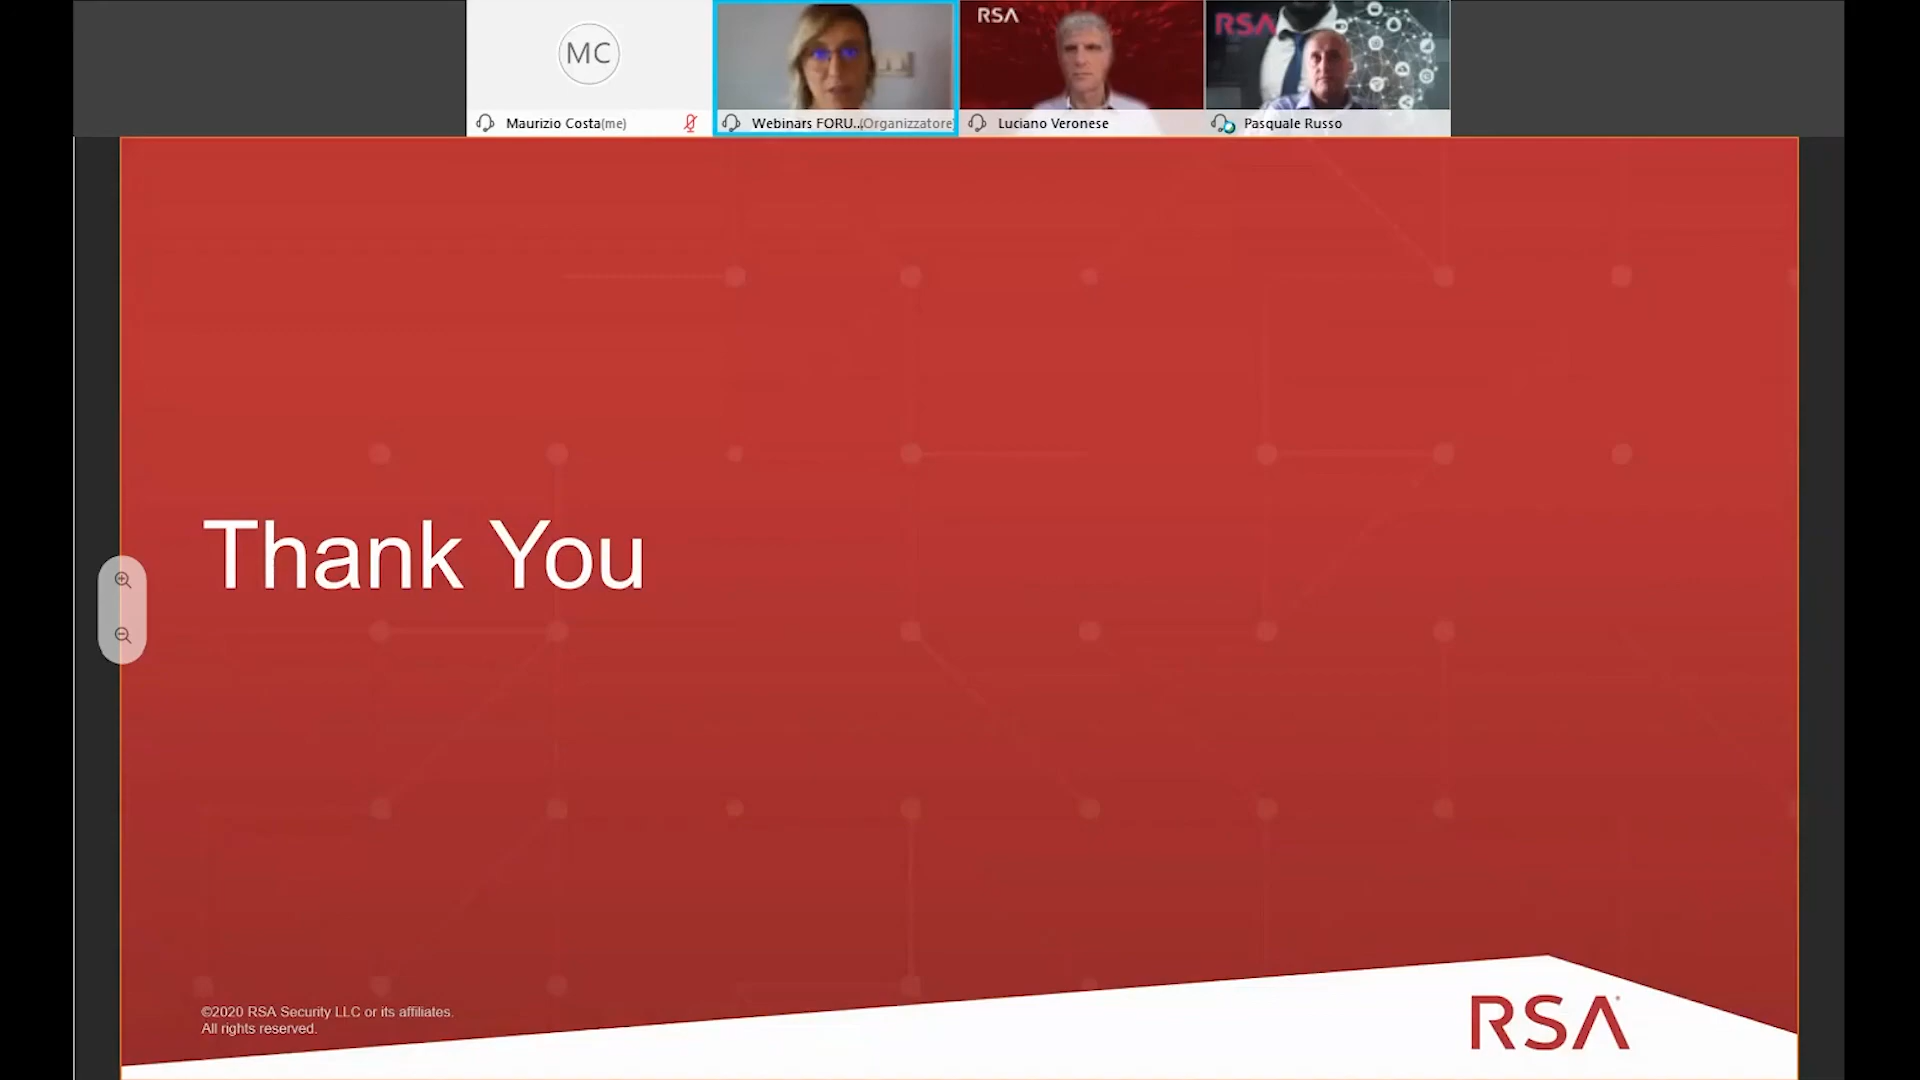 MC
Maurizio Costa(me)
Webinars FORU...(Organizzatore)
RSA
Luciano Veronese
RSA
Pasquale Russo
Thank You
©2020 RSA Security LLC or its affiliates.
All rights reserved.
RSA